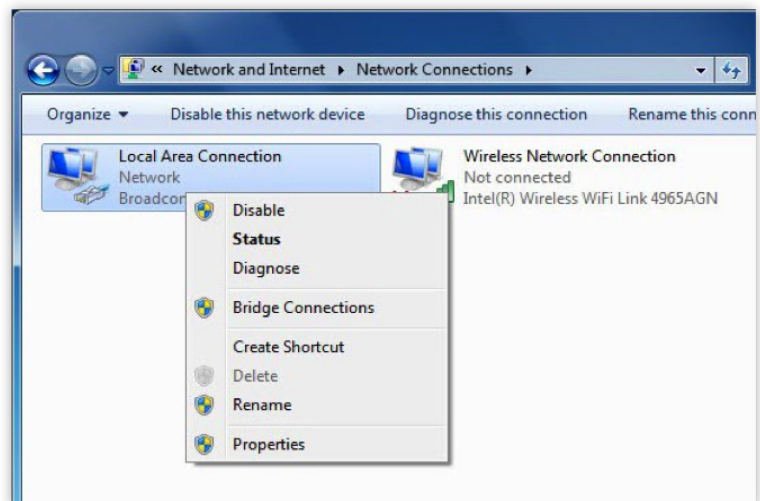 « Network and Internet ▸ Network Connections ▸
Organize ▾ Disable this network device Diagnose this connection Rename this conn
Local Area Connection
Network
Broadcor
Wireless Network Connection
Not connected
Intel(R) Wireless WiFi Link 4965AGN
Disable
Status
Diagnose
Bridge Connections
Create Shortcut
Delete
Rename
Properties